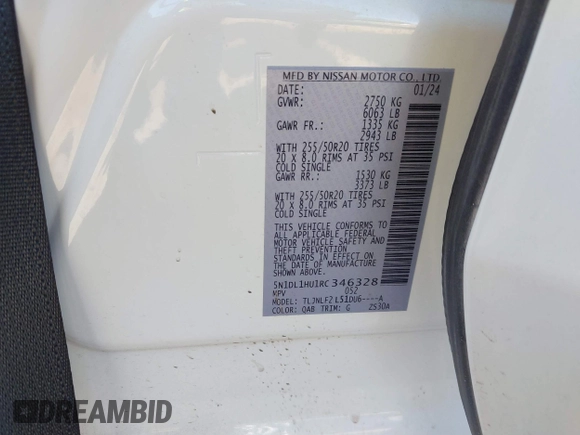 MFD BY NISSAN MOTOR CO., LTD.
DATE: 01/24
GVWR: 2750 KG
6063 LB
GAWR FR.: 1335 KG
2943 LB
WITH 255/50R20 TIRES
20 x 8.0 RIMS AT 35 PSI
COLD SINGLE
GAWR RR.: 1530 KG
3373 LB
WITH 255/50R20 TIRES
20 x 8.0 RIMS AT 35 PSI
COLD SINGLE
THIS VEHICLE CONFORMS TO
ALL APPLICABLE FEDERAL
MOTOR VEHICLE SAFETY AND
THEFT PREVENTION
STANDARDS IN EFFECT ON
THE DATE OF MANUFACTURE
SHOWN ABOVE.
5N1DL1HU1RC346328
MPV 052
MODEL: TLJNLF2 L51DU6----A
COLOR: QAB TRIM: G ZS30A
DREAMBID